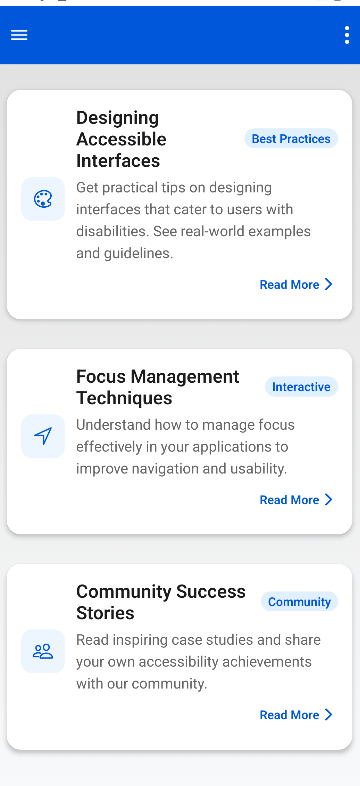 Designing
Accessible
Interfaces
Best Practices
Get practical tips on designing
interfaces that cater to users with
disabilities. See real-world examples
and guidelines.
Read More
Focus Management
Techniques
Interactive
Understand how to manage focus
effectively in your applications to
improve navigation and usability.
Read More
Community Success
Stories
Community
Read inspiring case studies and share
your own accessibility achievements
with our community.
Read More